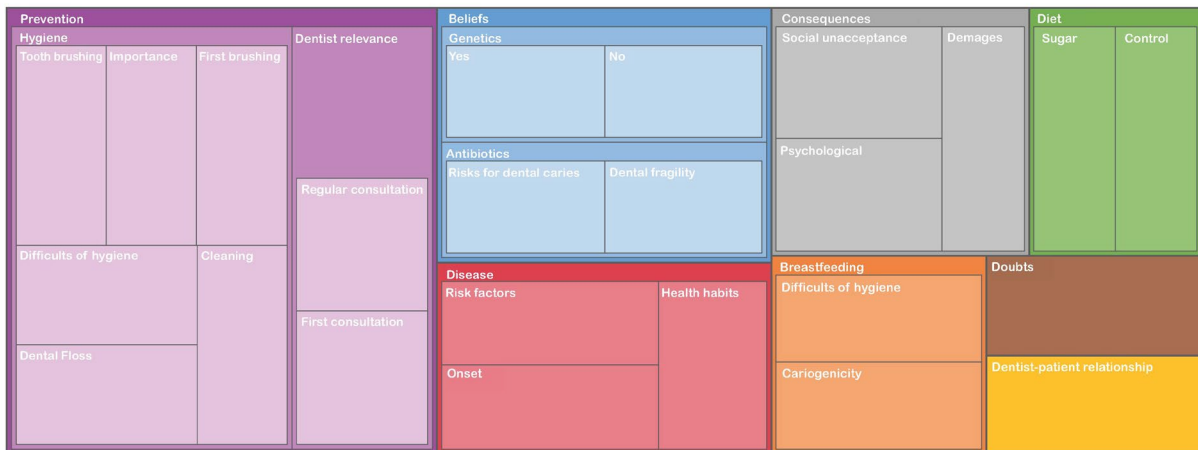 Prevention
Hygiene
Tooth brushing
Importance
First brushing
Difficults of hygiene
Cleaning
Dental Floss
Dentist relevance
Regular consultation
First consultation
Beliefs
Genetics
Yes
No
Antibiotics
Risks for dental caries
Dental fragility
Disease
Risk factors
Health habits
Onset
Consequences
Social unacceptance
Demages
Psychological
Diet
Sugar
Control
Breastfeeding
Difficults of hygiene
Cariogenicity
Doubts
Dentist-patient relationship